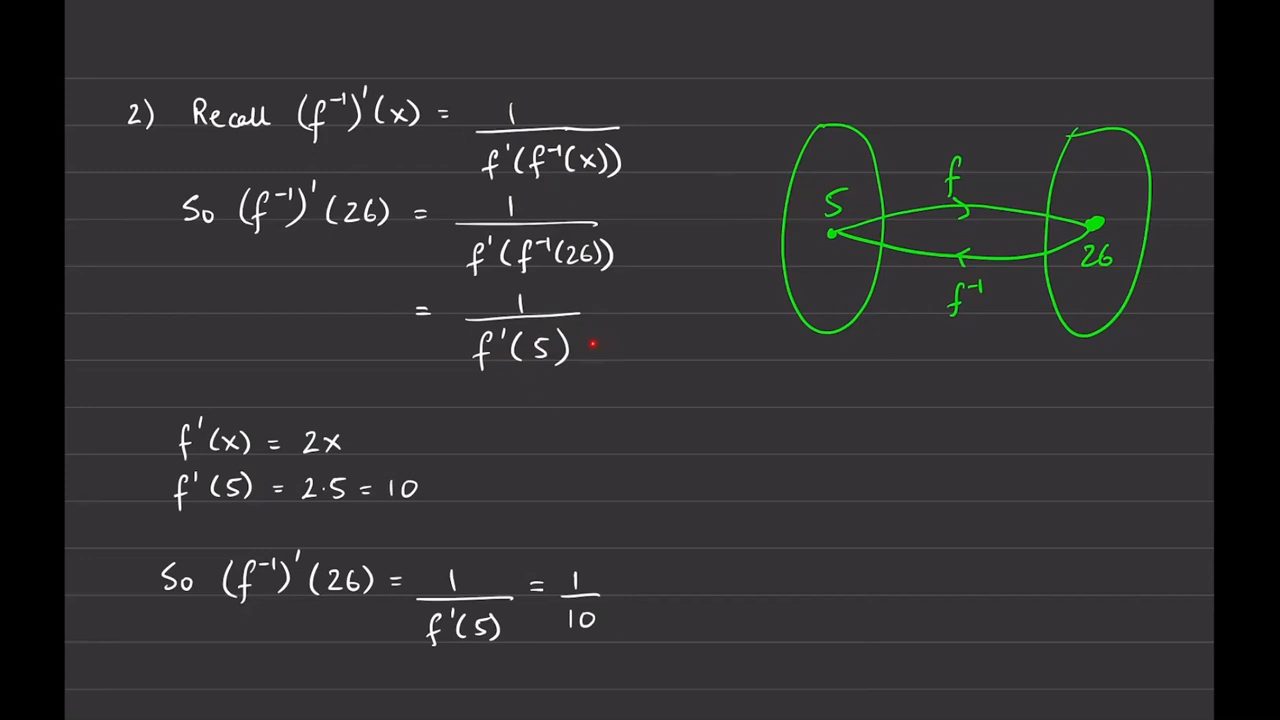 2) Recall (f⁻¹)'(x) = 1 / f'(f⁻¹(x))
So (f⁻¹)'(26) = 1 / f'(f⁻¹(26))
= 1 / f'(5)
f'(x) = 2x
f'(5) = 2·5 = 10
So (f⁻¹)'(26) = 1 / f'(5) = 1 / 10
f
5
26
f⁻¹